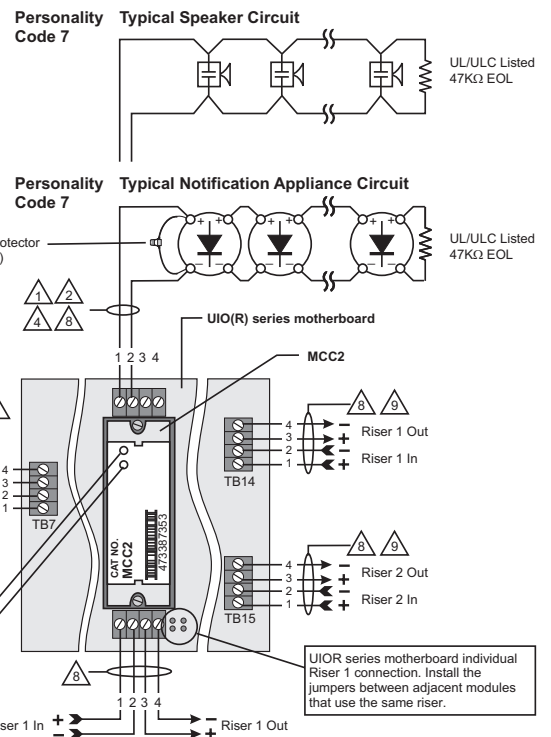 Personality Code 7
Typical Speaker Circuit
UL/ULC Listed
47KΩ EOL
Personality Code 7
Typical Notification Appliance Circuit
+ + + + + +
- - - - - -
UL/ULC Listed
47KΩ EOL
1 2
4 8
UIO(R) series motherboard
1 2 3 4
MCC2
8 9
4 - Riser 1 Out
3 +
2 - Riser 1 In
1 +
TB14
4
3
2
1
TB7
CAT NO.
MCC2
473387353
8 9
4 - Riser 2 Out
3 +
2 - Riser 2 In
1 +
TB15
UIOR series motherboard individual
Riser 1 connection. Install the
jumpers between adjacent modules
that use the same riser.
8
1 2 3 4
1 In + - Riser 1 Out
- +